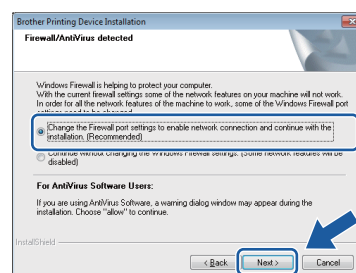 Brother Printing Device Installation
Firewall/AntiVirus detected
Windows Firewall is helping to protect your computer.
With the current firewall settings some of the network features on your machine will not work.
In order for all the network features of the machine to work, some of the Windows Firewall port
settings need to be changed.
Change the Firewall port settings to enable network connection and continue with the
installation. (Recommended)
Continue without changing the Windows Firewall settings. (Some network features will be
disabled)
For AntiVirus Software Users:
If you are using AntiVirus Software, a warning dialog window may appear during the
installation. Choose "allow" to continue.
InstallShield
< Back
Next >
Cancel